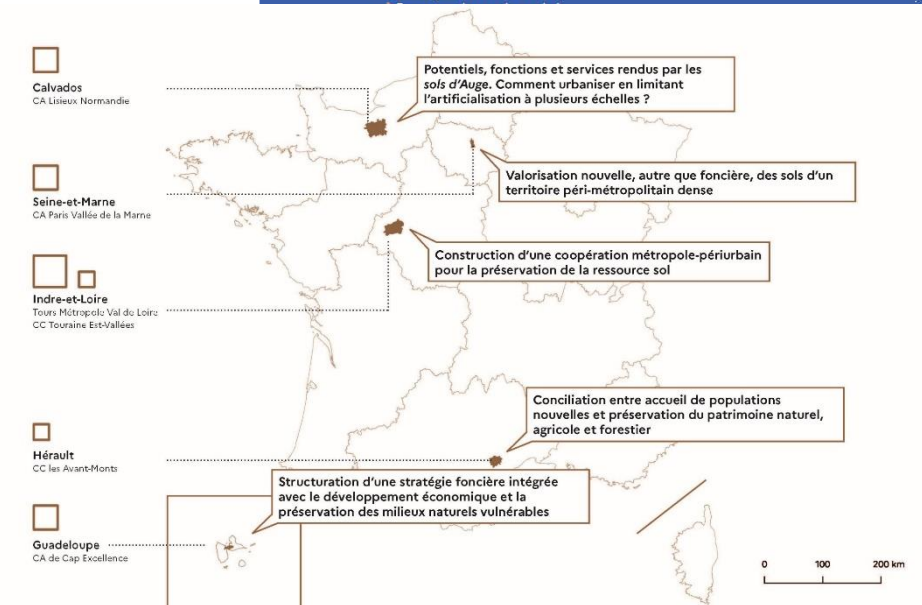 Calvados
CA Lisieux Normandie
Potentiels, fonctions et services rendus par les
sols d'Auge. Comment urbaniser en limitant
l'artificialisation à plusieurs échelles ?
Seine-et-Marne
CA Paris Vallée de la Marne
Valorisation nouvelle, autre que foncière, des sols d'un
territoire péri-métropolitain dense
Indre-et-Loire
Tours Métropole Val de Loire
CC Touraine Est-Vallées
Construction d'une coopération métropole-périurbain
pour la préservation de la ressource sol
Hérault
CC les Avant-Monts
Conciliation entre accueil de populations
nouvelles et préservation du patrimoine naturel,
agricole et forestier
Guadeloupe
CA de Cap Excellence
Structuration d'une stratégie foncière intégrée
avec le développement économique et la
préservation des milieux naturels vulnérables
0 100 200 km